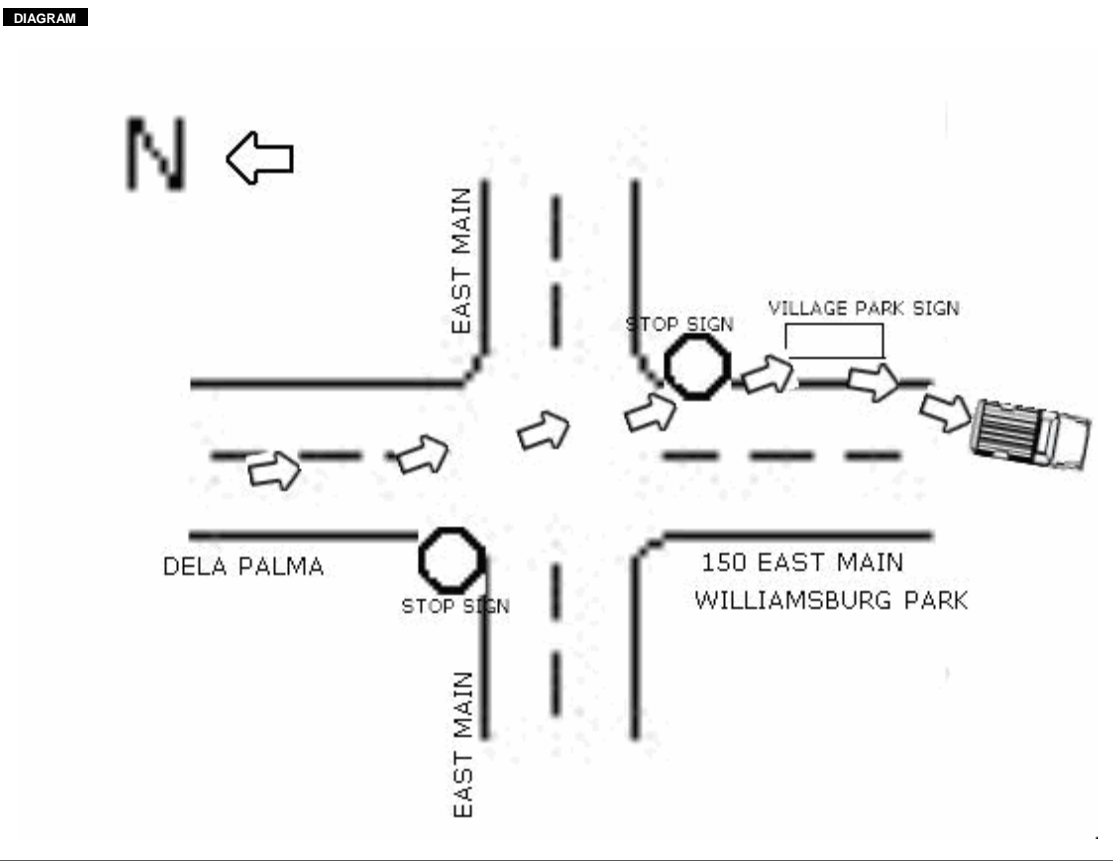 DIAGRAM
N
EAST MAIN
VILLAGE PARK SIGN
STOP SIGN
DELA PALMA
150 EAST MAIN
WILLIAMSBURG PARK
STOP SIGN
EAST MAIN